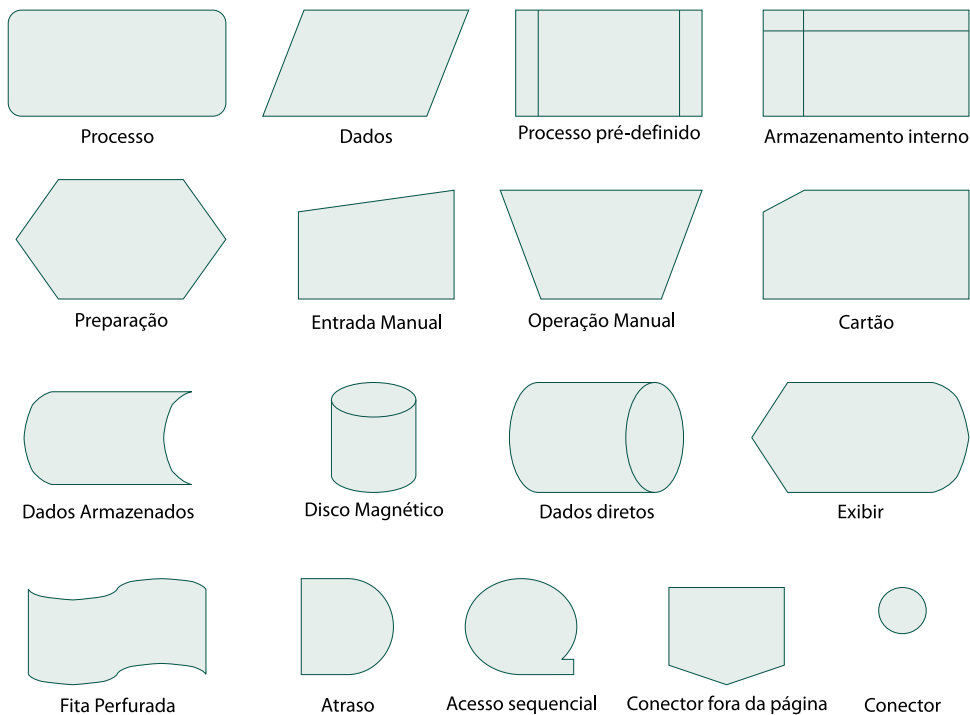 Processo
Dados
Processo pré-definido
Armazenamento interno
Preparação
Entrada Manual
Operação Manual
Cartão
Dados Armazenados
Disco Magnético
Dados diretos
Exibir
Fita Perfurada
Atraso
Acesso sequencial
Conector fora da página
Conector